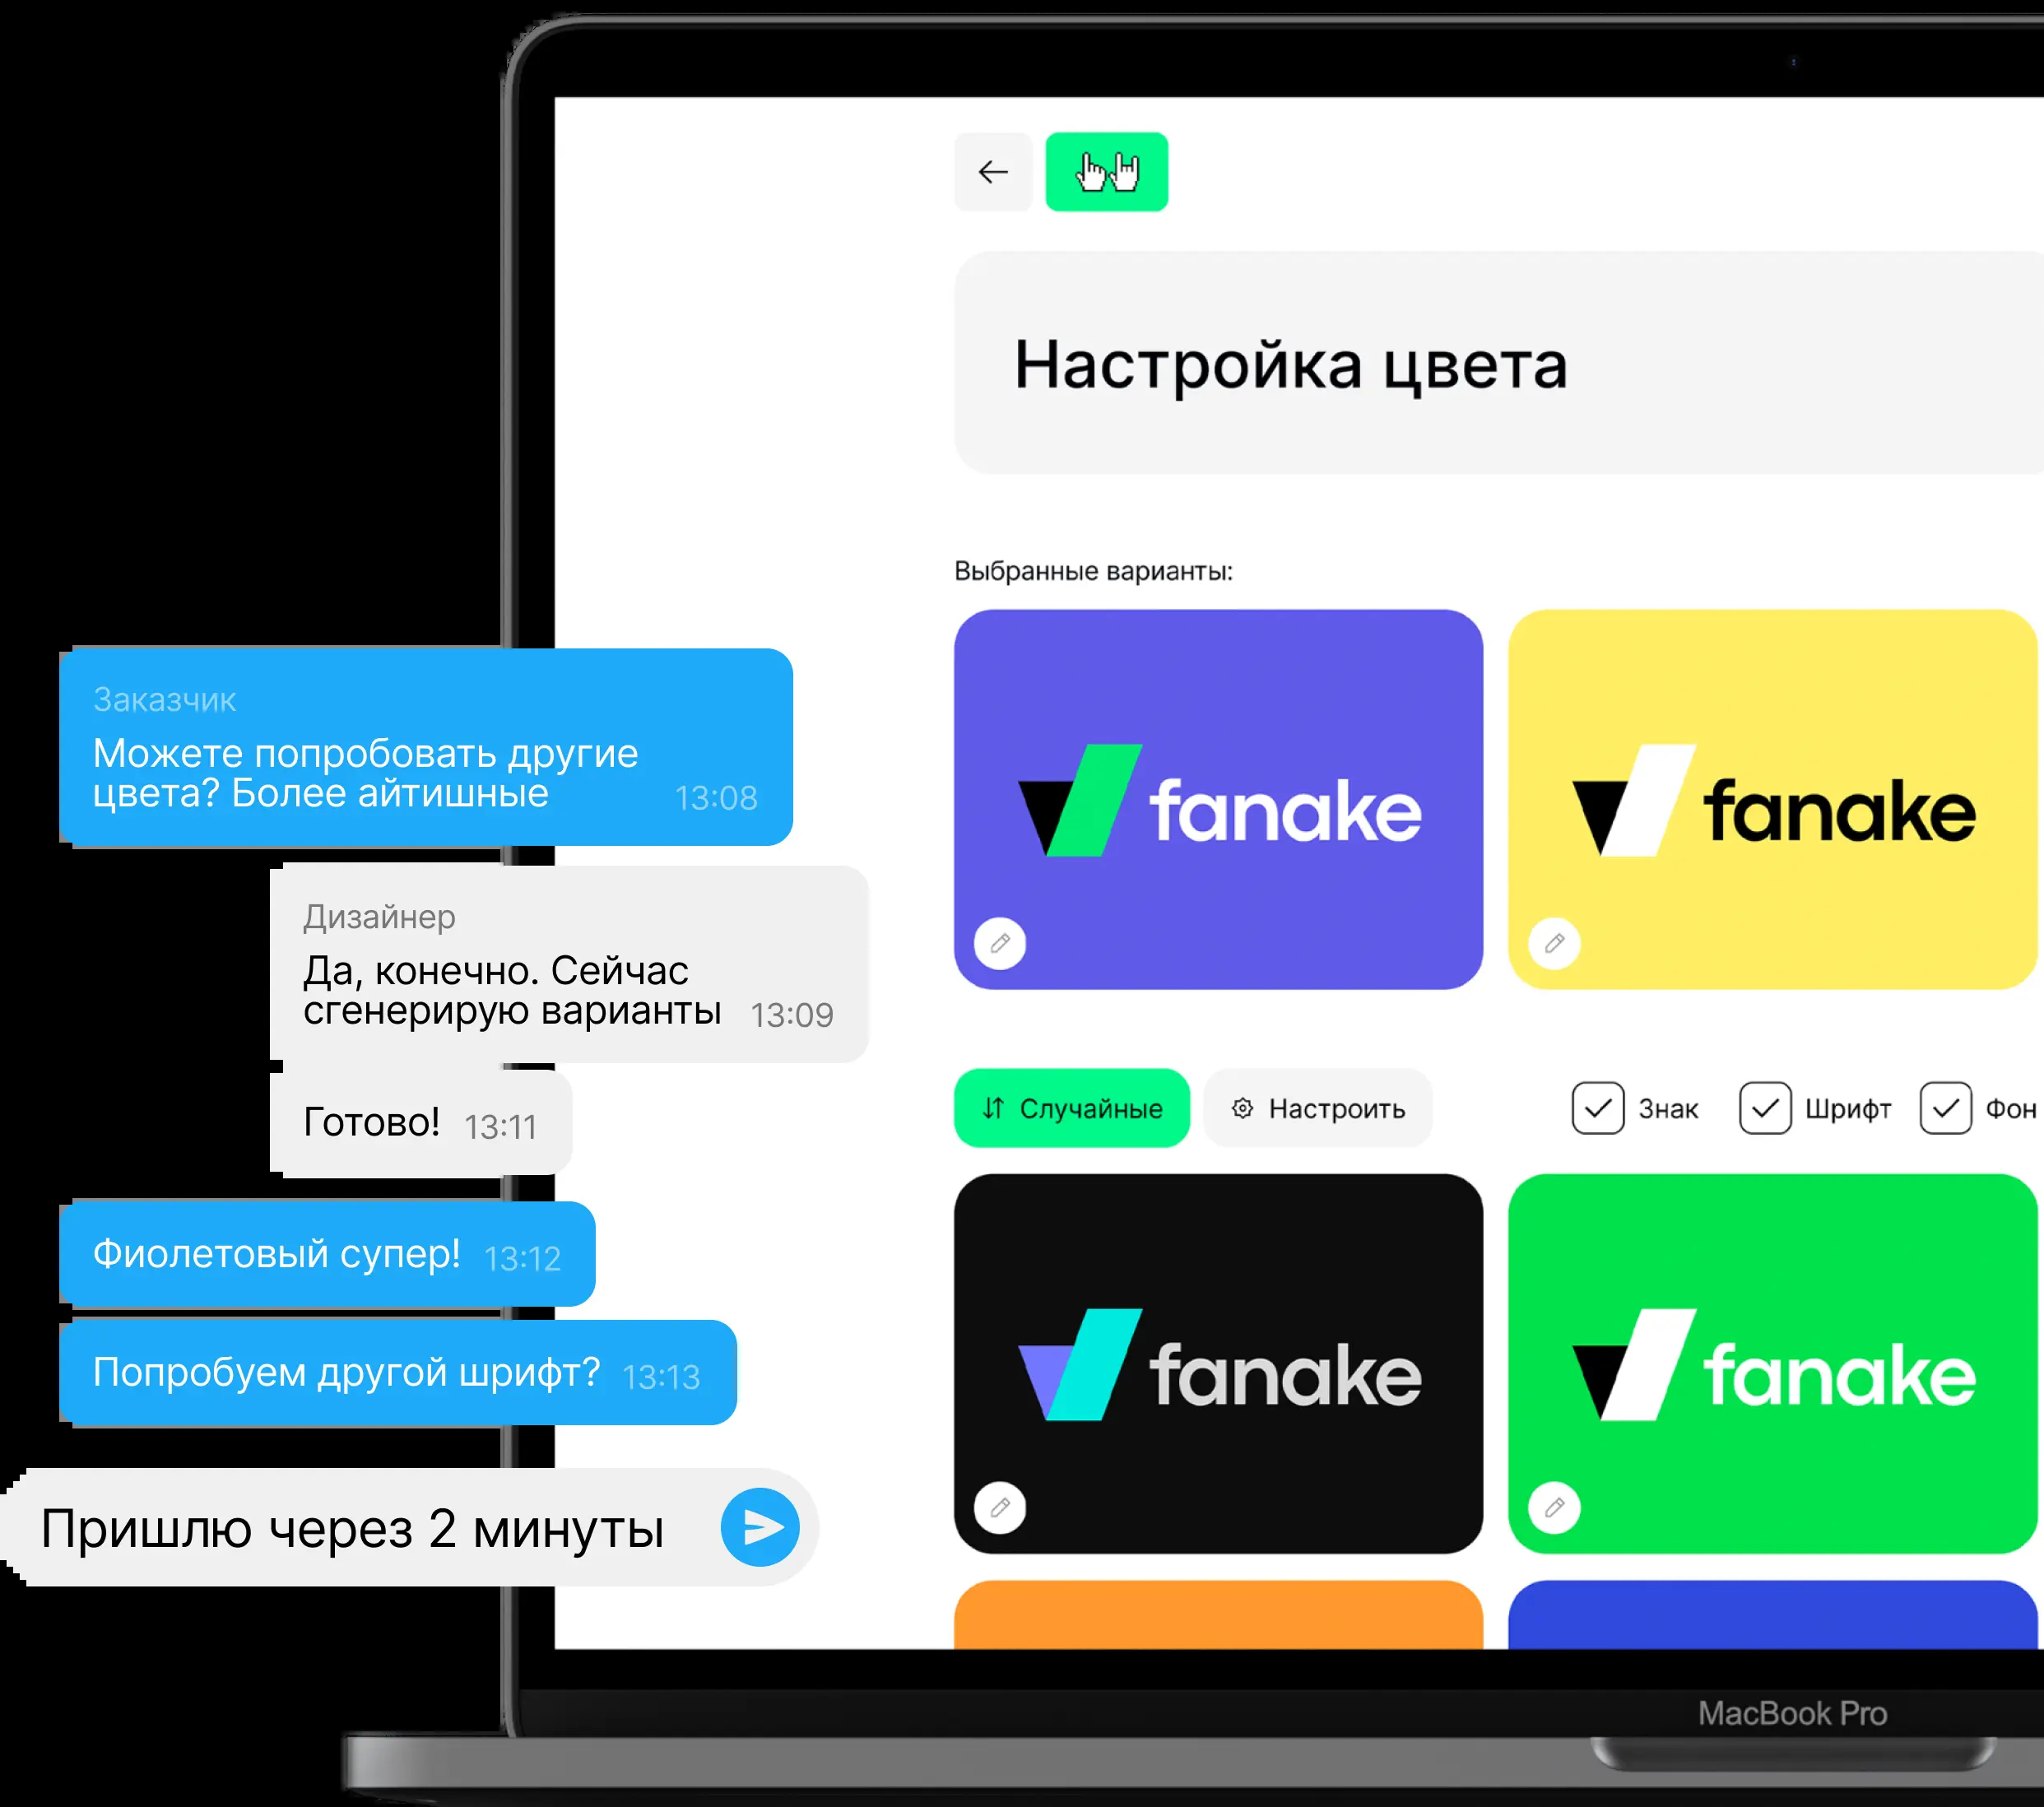 Настройка цвета
Выбранные варианты:
fanake
fanake
Заказчик
Можете попробовать другие
цвета? Более айтишные 13:08
Дизайнер
Да, конечно. Сейчас
сгенерирую варианты 13:09
Готово! 13:11
Фиолетовый супер! 13:12
Попробуем другой шрифт? 13:13
Пришлю через 2 минуты
Случайные Настроить Знак Шрифт Фон
fanake
fanake
MacBook Pro